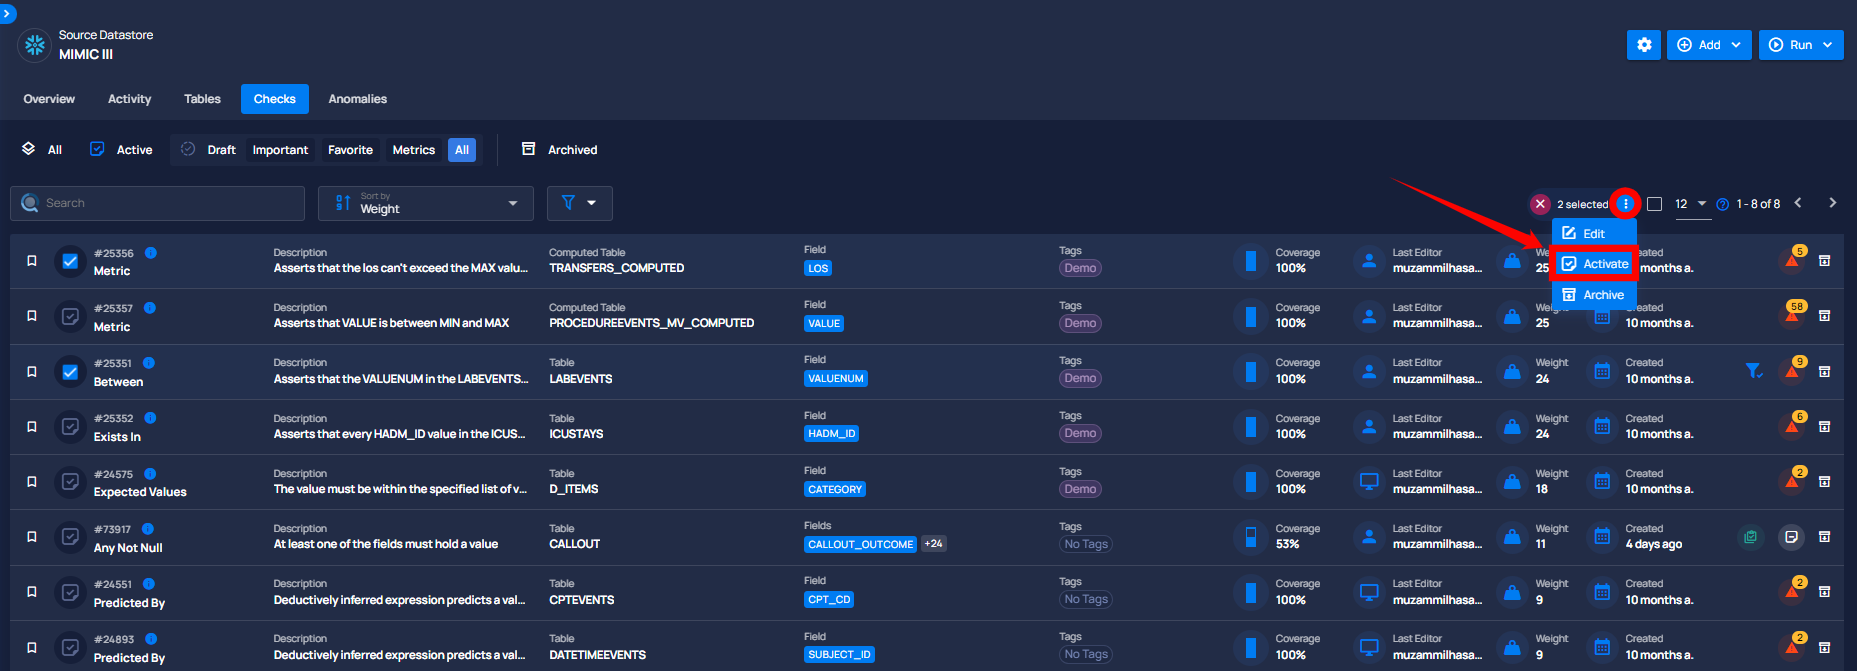 Source Datastore
MIMIC III
Add
Run
Overview
Activity
Tables
Checks
Anomalies
All
Active
Draft
Important
Favorite
Metrics
All
Archived
Search
Sort by
Weight
2 selected
12
1 - 8 of 8
Edit
Activate
Archive
#25356
Metric
Description
Asserts that the los can't exceed the MAX valu...
Computed Table
TRANSFERS_COMPUTED
Field
LOS
Tags
Demo
Coverage
100%
Last Editor
muzammilhasa...
25
months a.
5
#25357
Metric
Description
Asserts that VALUE is between MIN and MAX
Computed Table
PROCEDUREEVENTS_MV_COMPUTED
Field
VALUE
Tags
Demo
Coverage
100%
Last Editor
muzammilhasa...
25
10 months a.
58
#25351
Between
Description
Asserts that the VALUENUM in the LABEVENTS...
Table
LABEVENTS
Field
VALUENUM
Tags
Demo
Coverage
100%
Last Editor
muzammilhasa...
Weight
24
Created
10 months a.
9
#25352
Exists In
Description
Asserts that every HADM_ID value in the ICUS...
Table
ICUSTAYS
Field
HADM_ID
Tags
Demo
Coverage
100%
Last Editor
muzammilhasa...
Weight
24
Created
10 months a.
6
#24575
Expected Values
Description
The value must be within the specified list of v...
Table
D_ITEMS
Field
CATEGORY
Tags
Demo
Coverage
100%
Last Editor
muzammilhasa...
Weight
18
Created
10 months a.
2
#73917
Any Not Null
Description
At least one of the fields must hold a value
Table
CALLOUT
Fields
CALLOUT_OUTCOME +24
Tags
No Tags
Coverage
53%
Last Editor
muzammilhasa...
Weight
11
Created
4 days ago
#24551
Predicted By
Description
Deductively inferred expression predicts a val...
Table
CPTEVENTS
Field
CPT_CD
Tags
No Tags
Coverage
100%
Last Editor
muzammilhasa...
Weight
9
Created
10 months a.
2
#24893
Predicted By
Description
Deductively inferred expression predicts a val...
Table
DATETIMEEVENTS
Field
SUBJECT_ID
Tags
No Tags
Coverage
100%
Last Editor
muzammilhasa...
Weight
9
Created
10 months a.
2